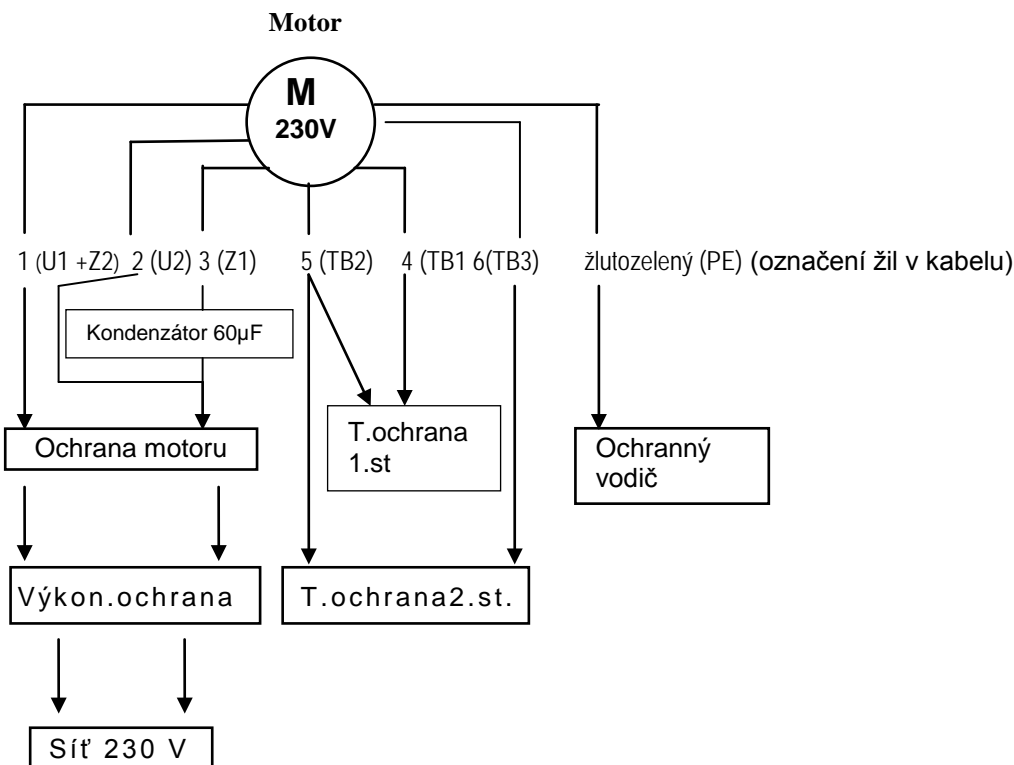 Motor
M
230V
1 (U1 +Z2) 2 (U2) 3 (Z1) 5 (TB2) 4 (TB1 6(TB3) žlutozelený (PE) (označení žil v kabelu)
Kondenzátor 60µF
Ochrana motoru
T.ochrana
1.st
Ochranný
vodič
Výkon.ochrana
T.ochrana2.st.
Síť 230 V